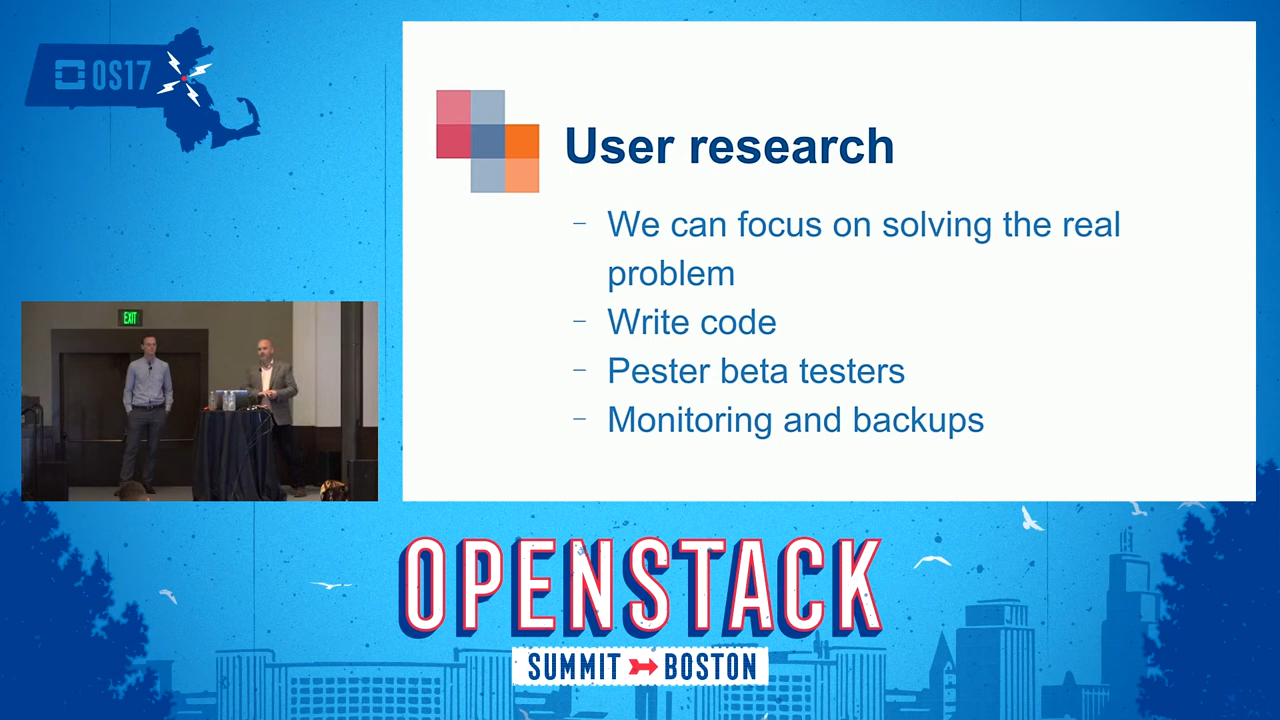 OS17
User research
- We can focus on solving the real
problem
- Write code
- Pester beta testers
- Monitoring and backups
EXIT
OPENSTACK
SUMMIT BOSTON